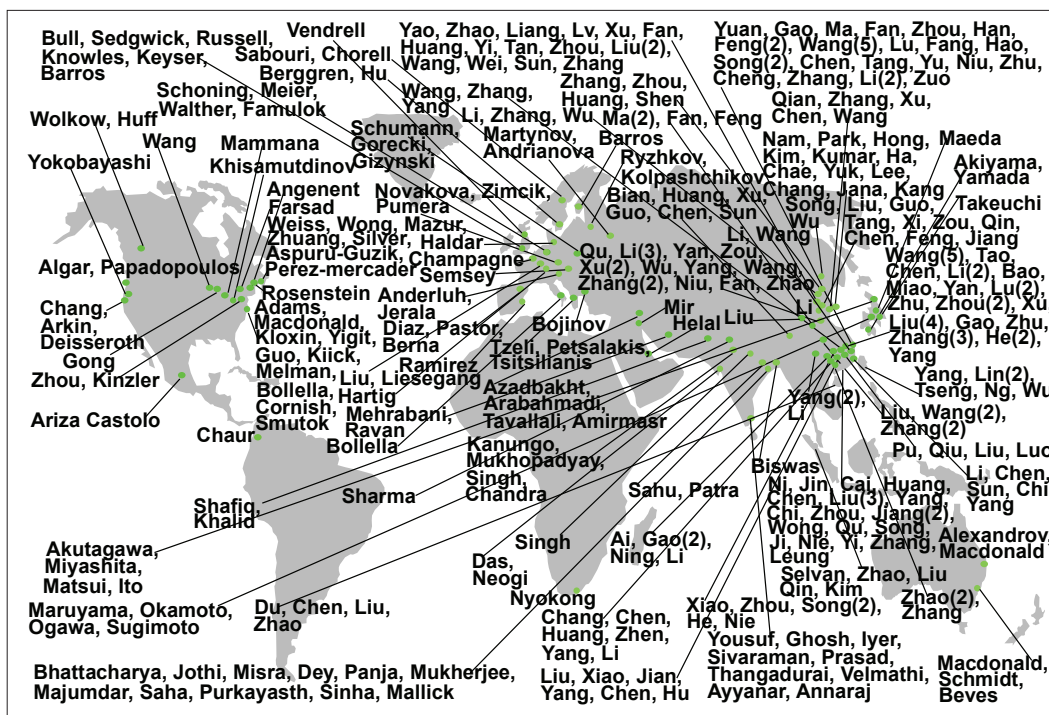 Bull, Sedgwick, Russell,
Knowles, Keyser,
Barros
Vendrell
Sabouri, Chorell
Berggren, Hu
Schoning, Meier,
Walther, Famulok
Wolkow, Huff
Wang
Yokobayashi
Mammana
Khisamutdinov
Angenent
Farsad
Weiss, Wong, Mazur,
Zhuang, Silver,
Aspuru-Guzik,
Perez-mercader
Schumann,
Gorecki,
Gizynski
Novakova, Zimcik,
Pumera
Haldar
Champagne
Semsey
Yao, Zhao, Liang, Lv, Xu, Fan,
Huang, Yi, Tan, Zhou, Liu(2),
Wang, Wei, Sun, Zhang
Wang, Zhang,
Yang
Zhang, Zhou,
Huang, Shen
Li, Zhang, Wu
Ma(2), Fan, Feng
Martynov,
Andrianova
Barros
Ryzhkov,
Kolpashchikov
Bian, Huang, Xu,
Guo, Chen, Sun
Yuan, Gao, Ma, Fan, Zhou, Han,
Feng(2), Wang(5), Lu, Fang, Hao,
Song(2), Chen, Tang, Yu, Niu, Zhu,
Cheng, Zhang, Li(2), Zuo
Qian, Zhang, Xu,
Chen, Wang
Nam, Park, Hong,
Kim, Kumar, Ha,
Chae, Yuk, Lee,
Chang, Jana, Kang
Maeda
Akiyama,
Yamada
Takeuchi
Song, Liu, Guo,
Wu
Li, Wang
Tang, Xi, Zou, Qin,
Chen, Feng, Jiang
Qu, Li(3), Yan, Zou,
Xu(2), Wu, Yang, Wang,
Zhang(2), Niu, Fan, Zhao
Wang(5), Tao,
Chen, Li(2), Bao,
Miao, Yan, Lu(2),
Zhu, Zhou(2), Xu
Algar, Papadopoulos
Chang,
Arkin,
Deisseroth
Gong
Zhou, Kinzler
Ariza Castolo
Chaur
Rosenstein
Adams,
Macdonald,
Kloxin, Yigit,
Guo, Kiick,
Melman,
Bollella,
Cornish,
Smutok
Anderluh,
Jerala
Diaz, Pastor,
Berna
Ramirez
Liu, Liesegang
Hartig
Mehrabani,
Ravan
Bollella
Bojinov
Tzeli, Petsalakis,
Tsitsilianis
Mir
Helal
Liu
Li
Liu(4), Gao, Zhu,
Zhang(3), He(2),
Yang
Azadbakht,
Arabahmadi,
Tavallali, Amirmasr
Yang(2),
Li
Yang, Lin(2),
Tseng, Ng, Wu
Liu, Wang(2),
Zhang(2)
Pu, Qiu, Liu, Luo
Li, Chen,
Sun, Chi,
Yang
Kanungo,
Mukhopadyay,
Singh,
Chandra
Sharma
Shafiq,
Khalid
Sahu, Patra
Biswas
Ni, Jin, Cai, Huang,
Chen, Liu(3), Yang,
Chi, Zhou, Jiang(2),
Wong, Qu, Song,
Ji, Nie, Yi, Zhang,
Leung
Alexandrov,
Macdonald
Akutagawa,
Miyashita,
Matsui, Ito
Singh
Das,
Neogi
Ai, Gao(2),
Ning, Li
Selvan, Zhao, Liu
Qin, Kim
Maruyama, Okamoto,
Ogawa, Sugimoto
Du, Chen, Liu,
Zhao
Nyokong
Chang, Chen,
Huang, Zhen,
Yang, Li
Xiao, Zhou, Song(2),
He, Nie
Zhao(2),
Zhang
Bhattacharya, Jothi, Misra, Dey, Panja, Mukherjee,
Majumdar, Saha, Purkayasth, Sinha, Mallick
Liu, Xiao, Jian,
Yang, Chen, Hu
Yousuf, Ghosh, Iyer,
Sivaraman, Prasad,
Thangadurai, Velmathi,
Ayyanar, Annaraj
Macdonald,
Schmidt,
Beves